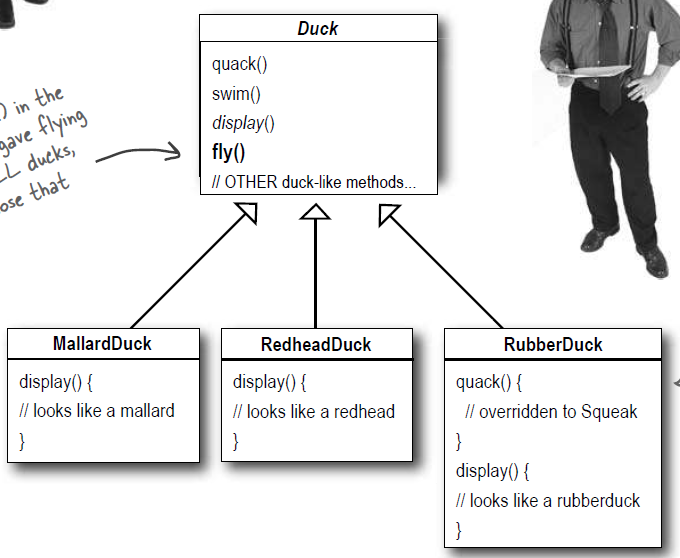 Duck
quack()
swim()
display()
fly()
// OTHER duck-like methods...
) in the
gave flying
LL ducks,
ose that
MallardDuck
display() {
// looks like a mallard
}
RedheadDuck
display() {
// looks like a redhead
}
RubberDuck
quack() {
// overridden to Squeak
}
display() {
// looks like a rubberduck
}